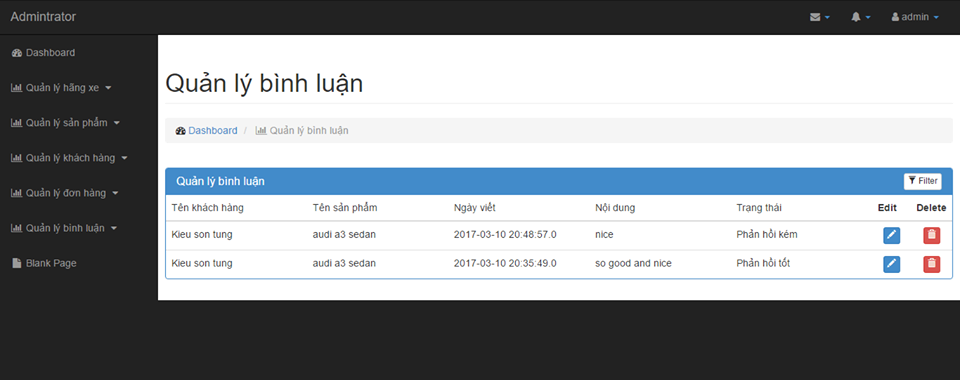 Admintrator
admin
Dashboard
Quản lý hãng xe
Quản lý sản phẩm
Quản lý khách hàng
Quản lý đơn hàng
Quản lý bình luận
Blank Page
Quản lý bình luận
Dashboard / Quản lý bình luận
Quản lý bình luận Filter
Tên khách hàng Tên sản phẩm Ngày viết Nội dung Trạng thái Edit Delete
Kieu son tung audi a3 sedan 2017-03-10 20:48:57.0 nice Phản hồi kém
Kieu son tung audi a3 sedan 2017-03-10 20:35:49.0 so good and nice Phản hồi tốt